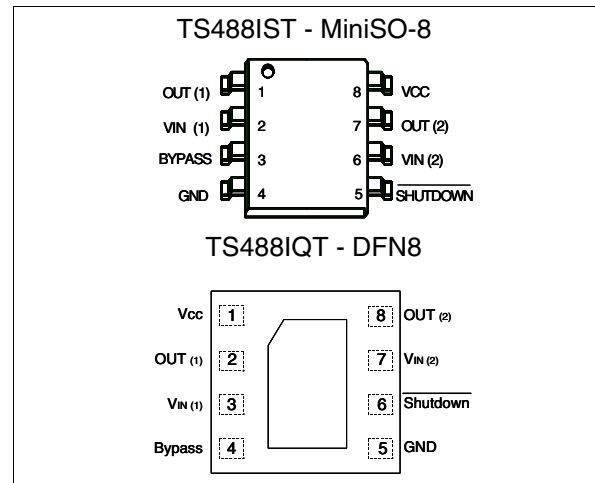 TS488IST - MiniSO-8
OUT (1) 1 8 VCC
VIN (1) 2 7 OUT (2)
BYPASS 3 6 VIN (2)
GND 4 5 SHUTDOWN
TS488IQT - DFN8
Vcc 1 8 OUT (2)
OUT (1) 2 7 VIN (2)
VIN (1) 3 6 Shutdown
Bypass 4 5 GND